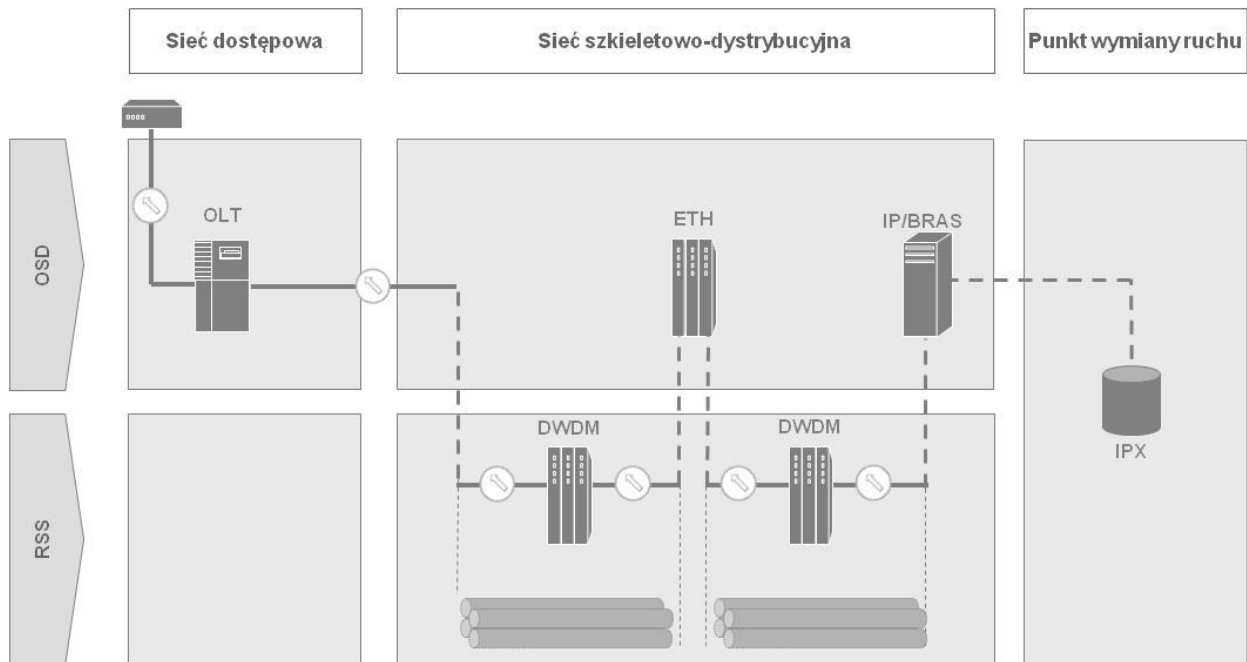 Sieć dostępowa
Sieć szkieletowo-dystrybucyjna
Punkt wymiany ruchu
OSD
OLT
ETH
IP/BRAS
IPX
RSS
DWDM
DWDM